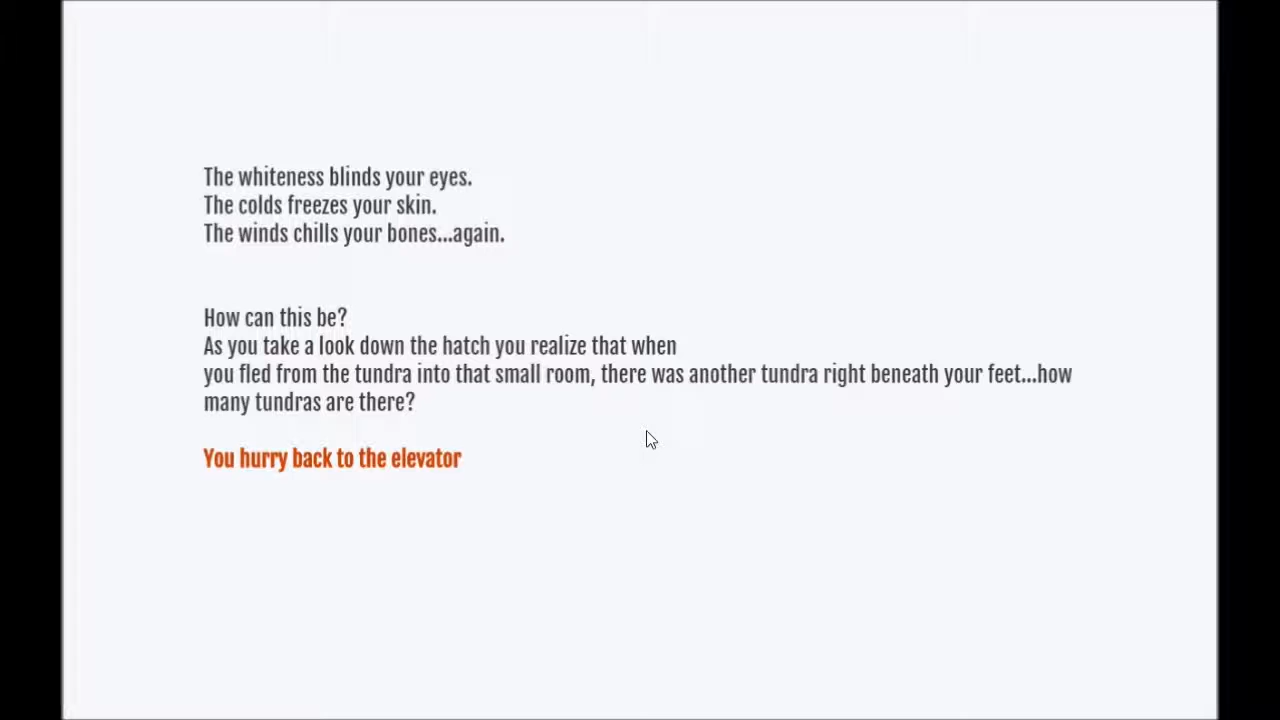 The whiteness blinds your eyes.
The colds freezes your skin.
The winds chills your bones...again.
How can this be?
As you take a look down the hatch you realize that when
you fled from the tundra into that small room, there was another tundra right beneath your feet...how
many tundras are there?
You hurry back to the elevator